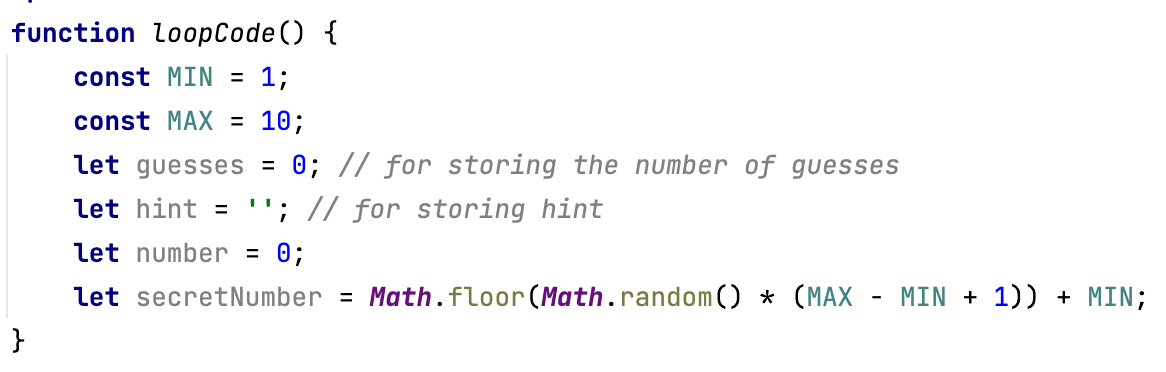 function loopCode() {
    const MIN = 1;
    const MAX = 10;
    let guesses = 0; // for storing the number of guesses
    let hint = ''; // for storing hint
    let number = 0;
    let secretNumber = Math.floor(Math.random() * (MAX - MIN + 1)) + MIN;
}